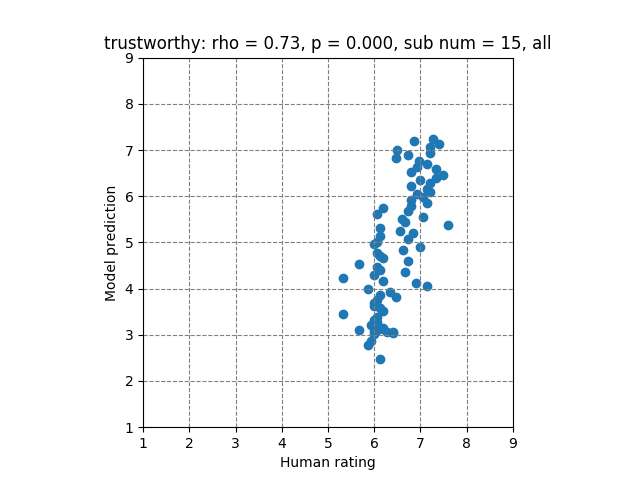 trustworthy: rho = 0.73, p = 0.000, sub num = 15, all
9
8
7
6
5
4
3
2
1
Model prediction
1 2 3 4 5 6 7 8 9
Human rating